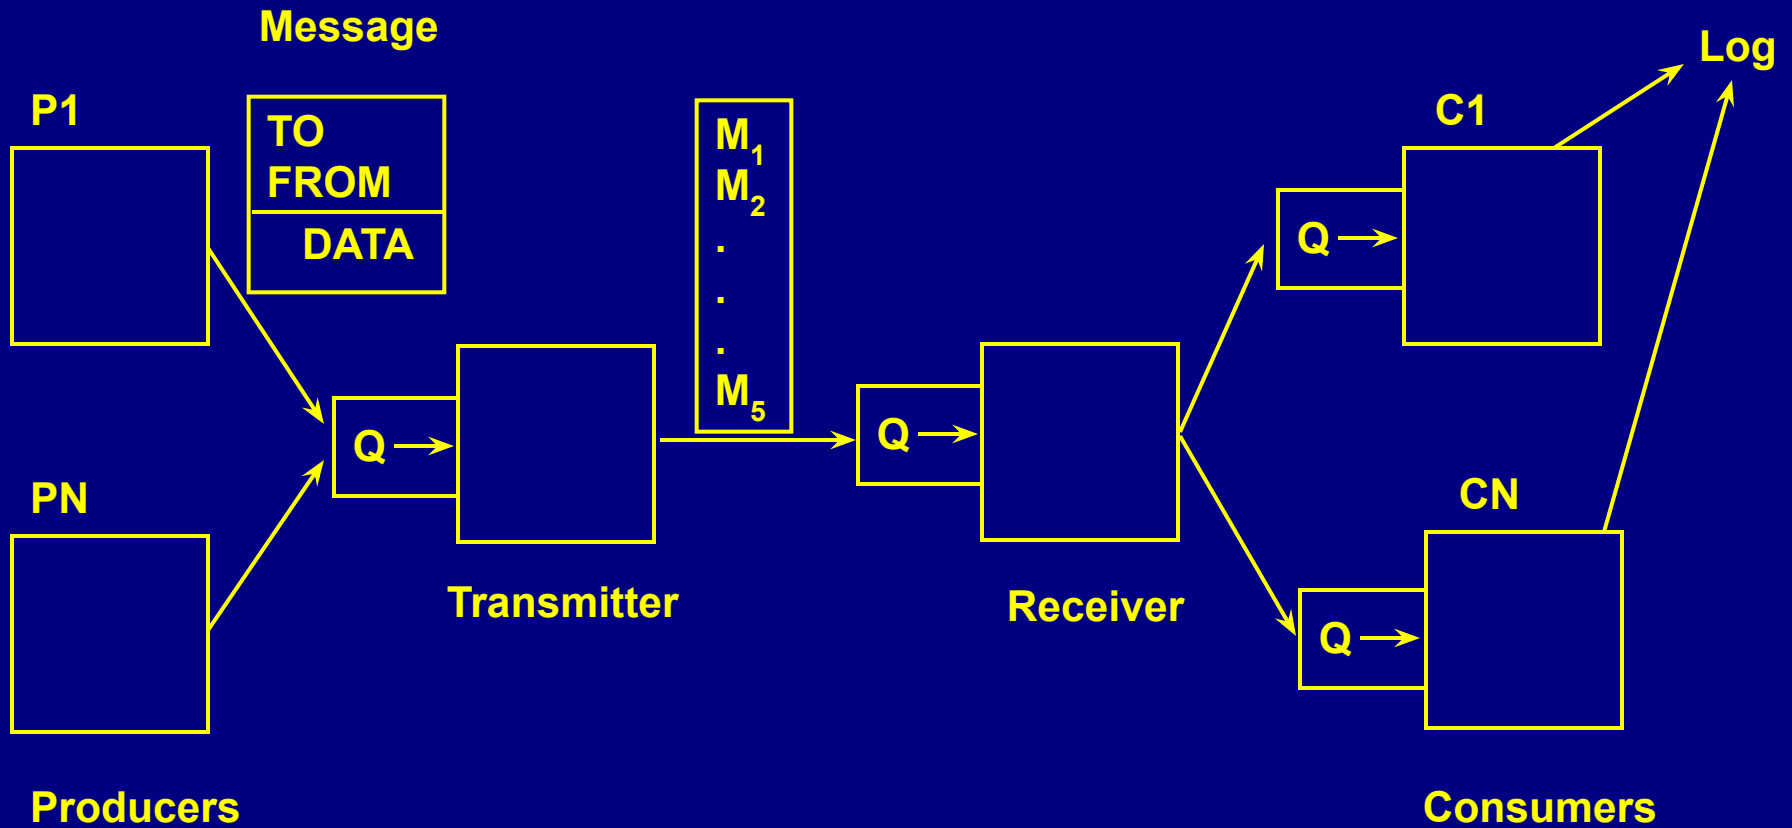 Message
Log
P1
TO
FROM
DATA
M1
M2
.
.
.
M5
C1
Q
Q
Q
PN
CN
Transmitter
Receiver
Q
Producers
Consumers